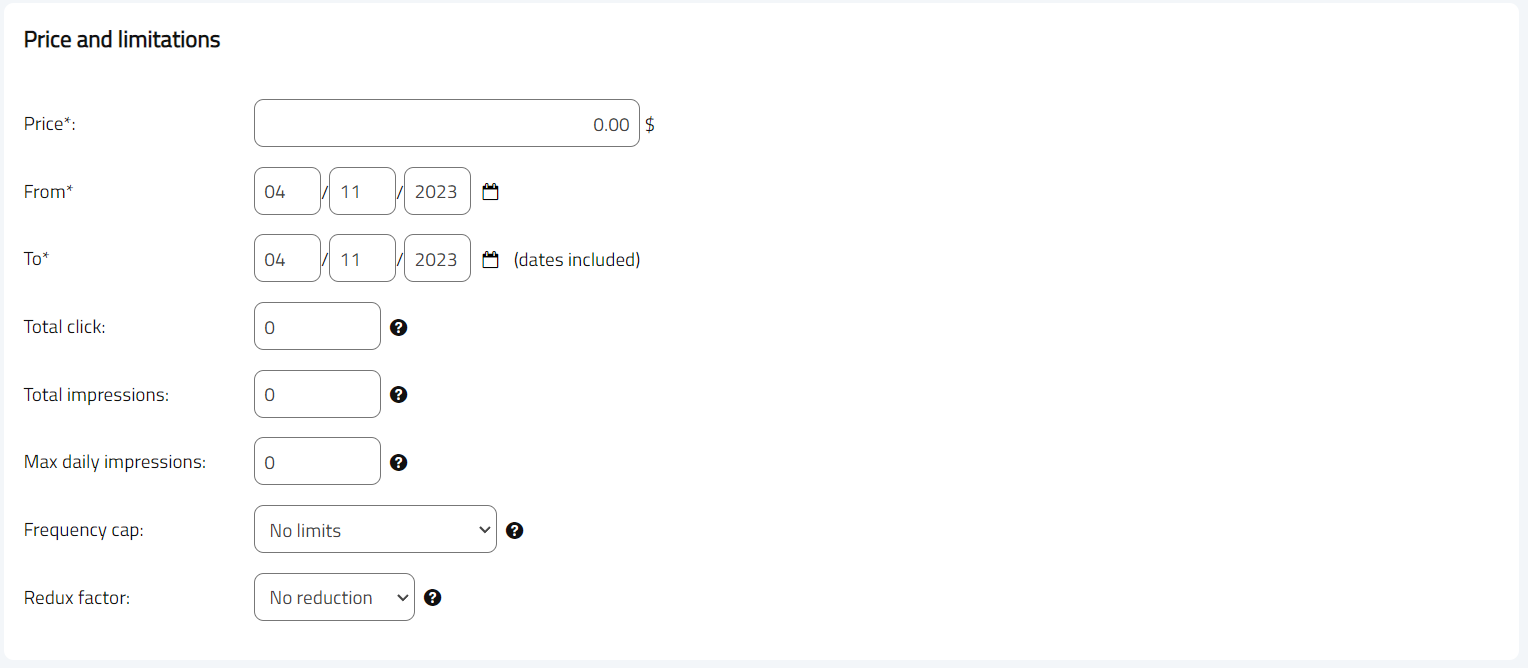 Price and limitations
Price*: 0.00 $
From* 04 / 11 / 2023
To* 04 / 11 / 2023 (dates included)
Total click: 0 ?
Total impressions: 0 ?
Max daily impressions: 0 ?
Frequency cap: No limits ?
Redux factor: No reduction ?